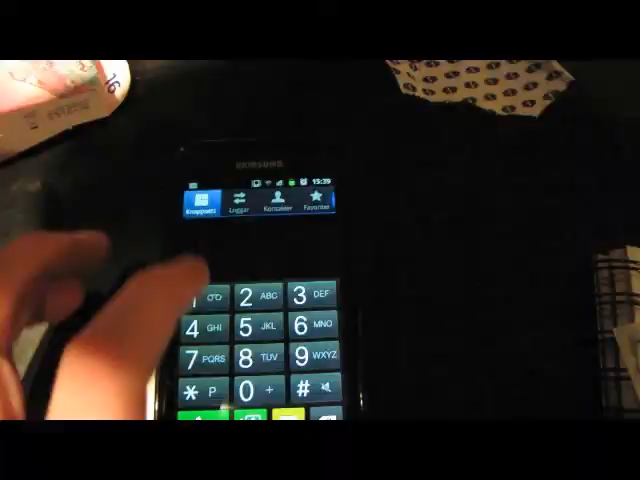 16
SAMSUNG
15:39
Knappsats Loggar Kontakter Favoriter
1
2 ABC 3 DEF
4 GHI 5 JKL 6 MNO
7 PQRS 8 TUV 9 WXYZ
* P 0 + #